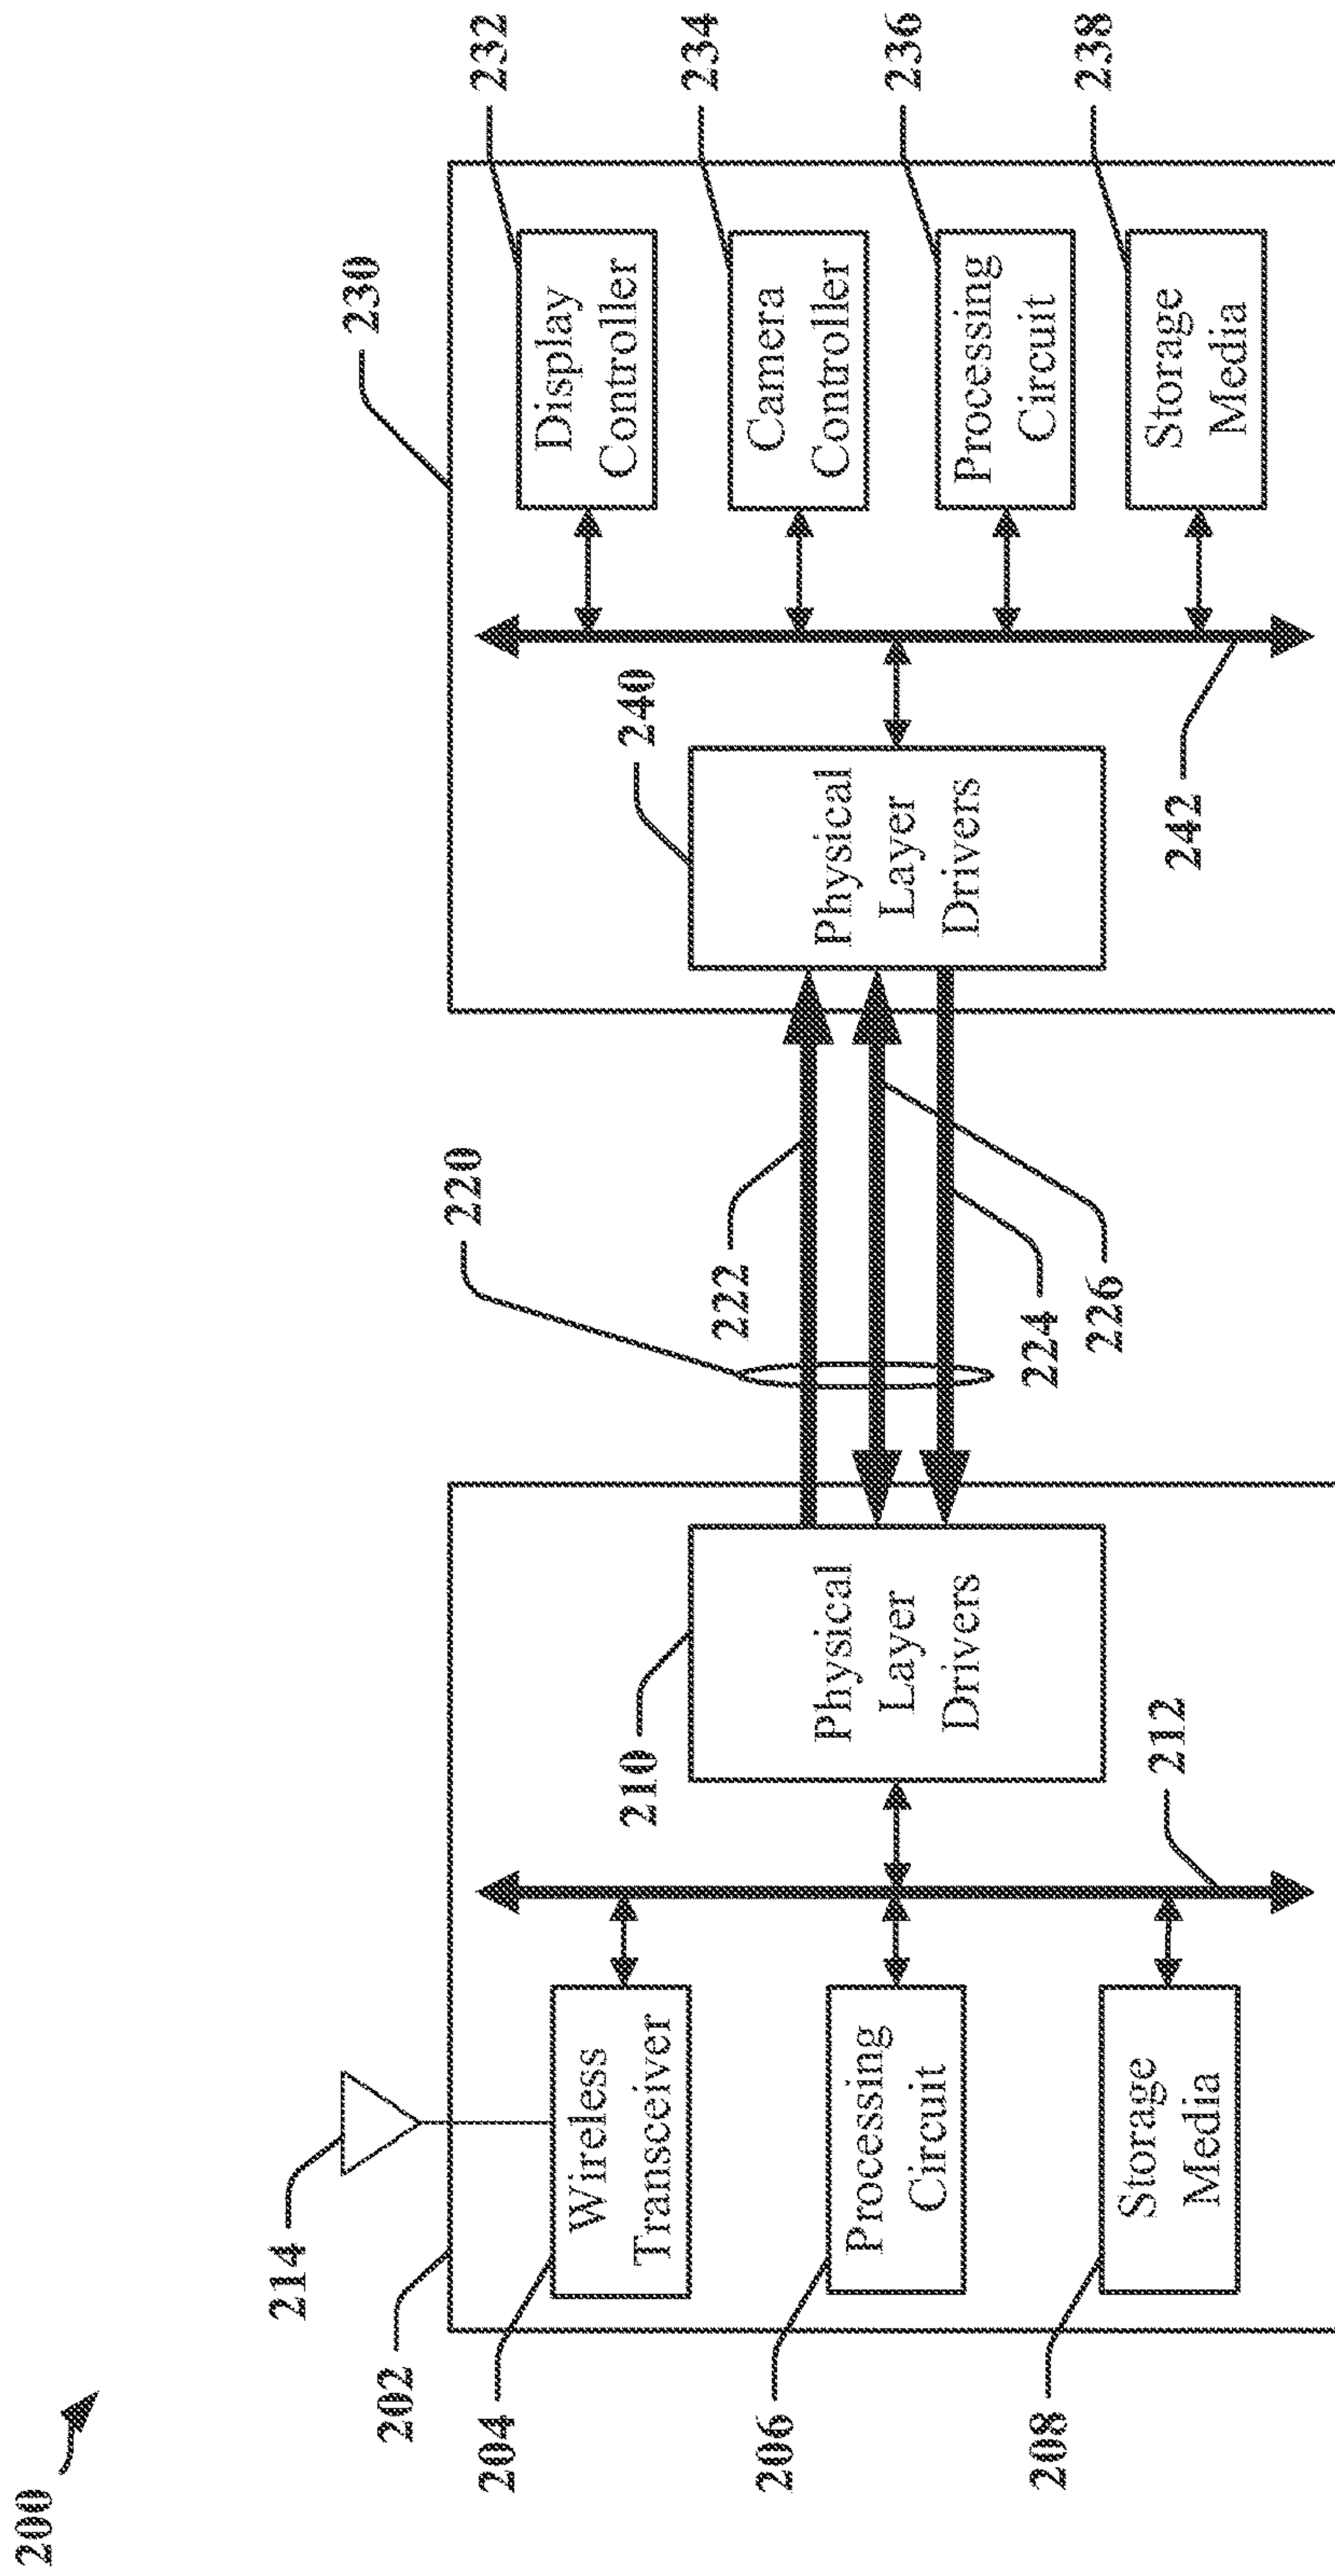 200
214
202
204
Wireless
Transceiver
206
Processing
Circuit
208
Storage
Media
212
210
Physical
Layer
Drivers
220
222
224
226
230
240
Physical
Layer
Drivers
242
232
Display
Controller
234
Camera
Controller
236
Processing
Circuit
238
Storage
Media